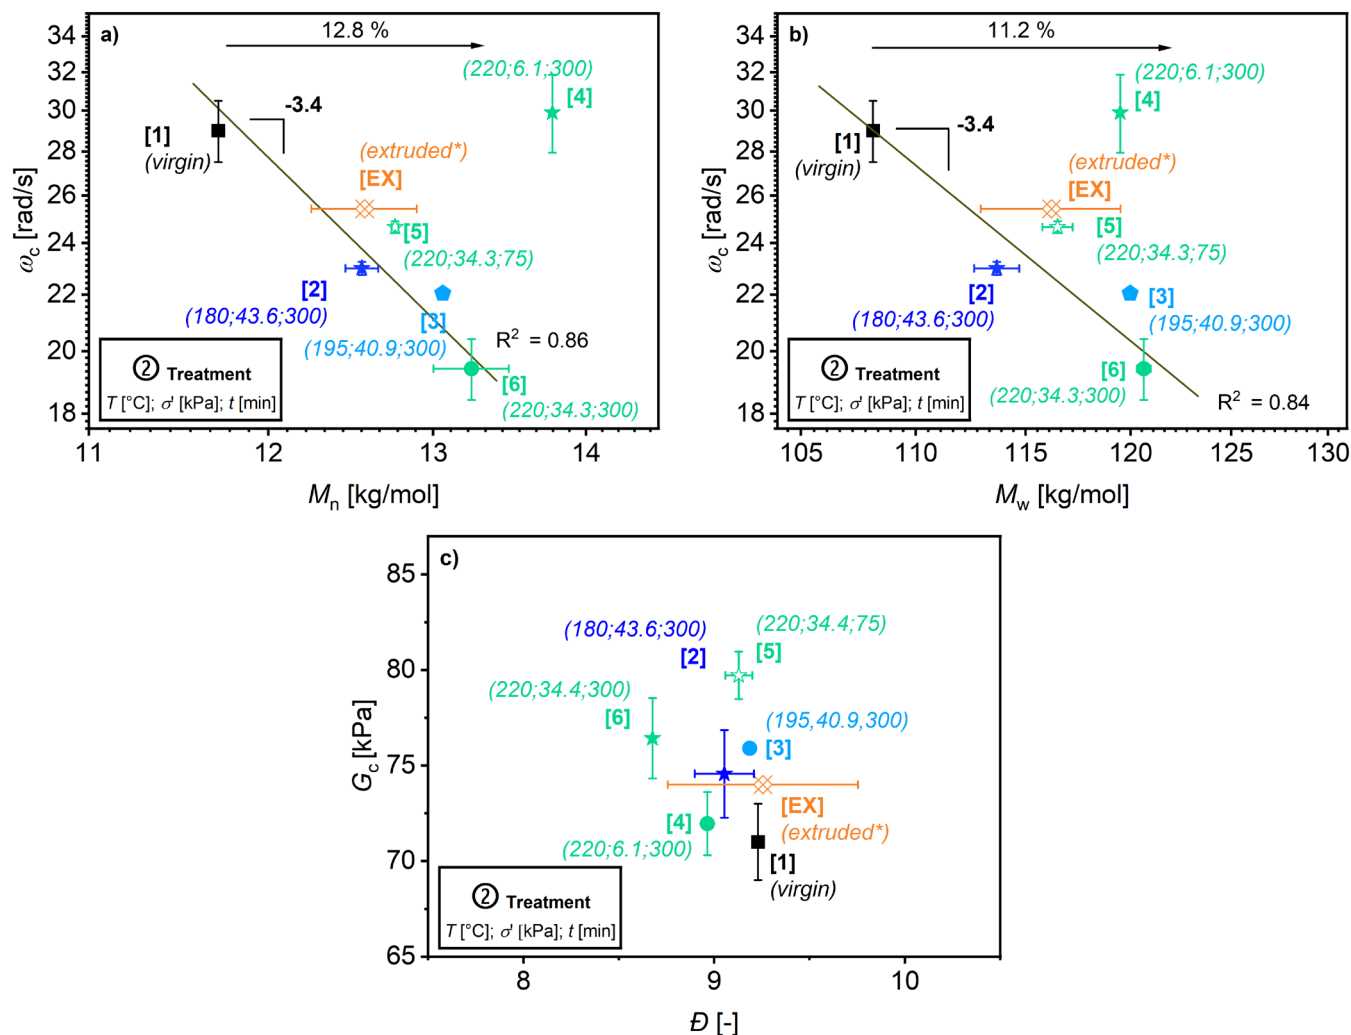 a)
12.8 %
34
32
30
28
26
24
22
20
18
ωc [rad/s]
(220;6.1;300)
[4]
-3.4
[1]
(virgin)
(extruded*)
[EX]
[5]
(220;34.3;75)
[2]
(180;43.6;300)
[3]
(195;40.9;300)
R² = 0.86
[6]
(220;34.3;300)
② Treatment
T [°C]; σ' [kPa]; t [min]
11
12
13
14
Mn [kg/mol]
b)
11.2 %
34
32
30
28
26
24
22
20
18
ωc [rad/s]
(220;6.1;300)
[4]
-3.4
[1]
(virgin)
(extruded*)
[EX]
[5]
(220;34.3;75)
[2]
(180;43.6;300)
[3]
(195;40.9;300)
[6]
(220;34.3;300)
R² = 0.84
② Treatment
T [°C]; σ' [kPa]; t [min]
105
110
115
120
125
130
Mw [kg/mol]
c)
85
80
75
70
65
Gc [kPa]
(180;43.6;300)
[2]
(220;34.4;75)
[5]
(220;34.4;300)
[6]
(195,40.9,300)
[3]
[EX]
(extruded*)
[4]
(220;6.1;300)
[1]
(virgin)
② Treatment
T [°C]; σ' [kPa]; t [min]
8
9
10
Đ [-]